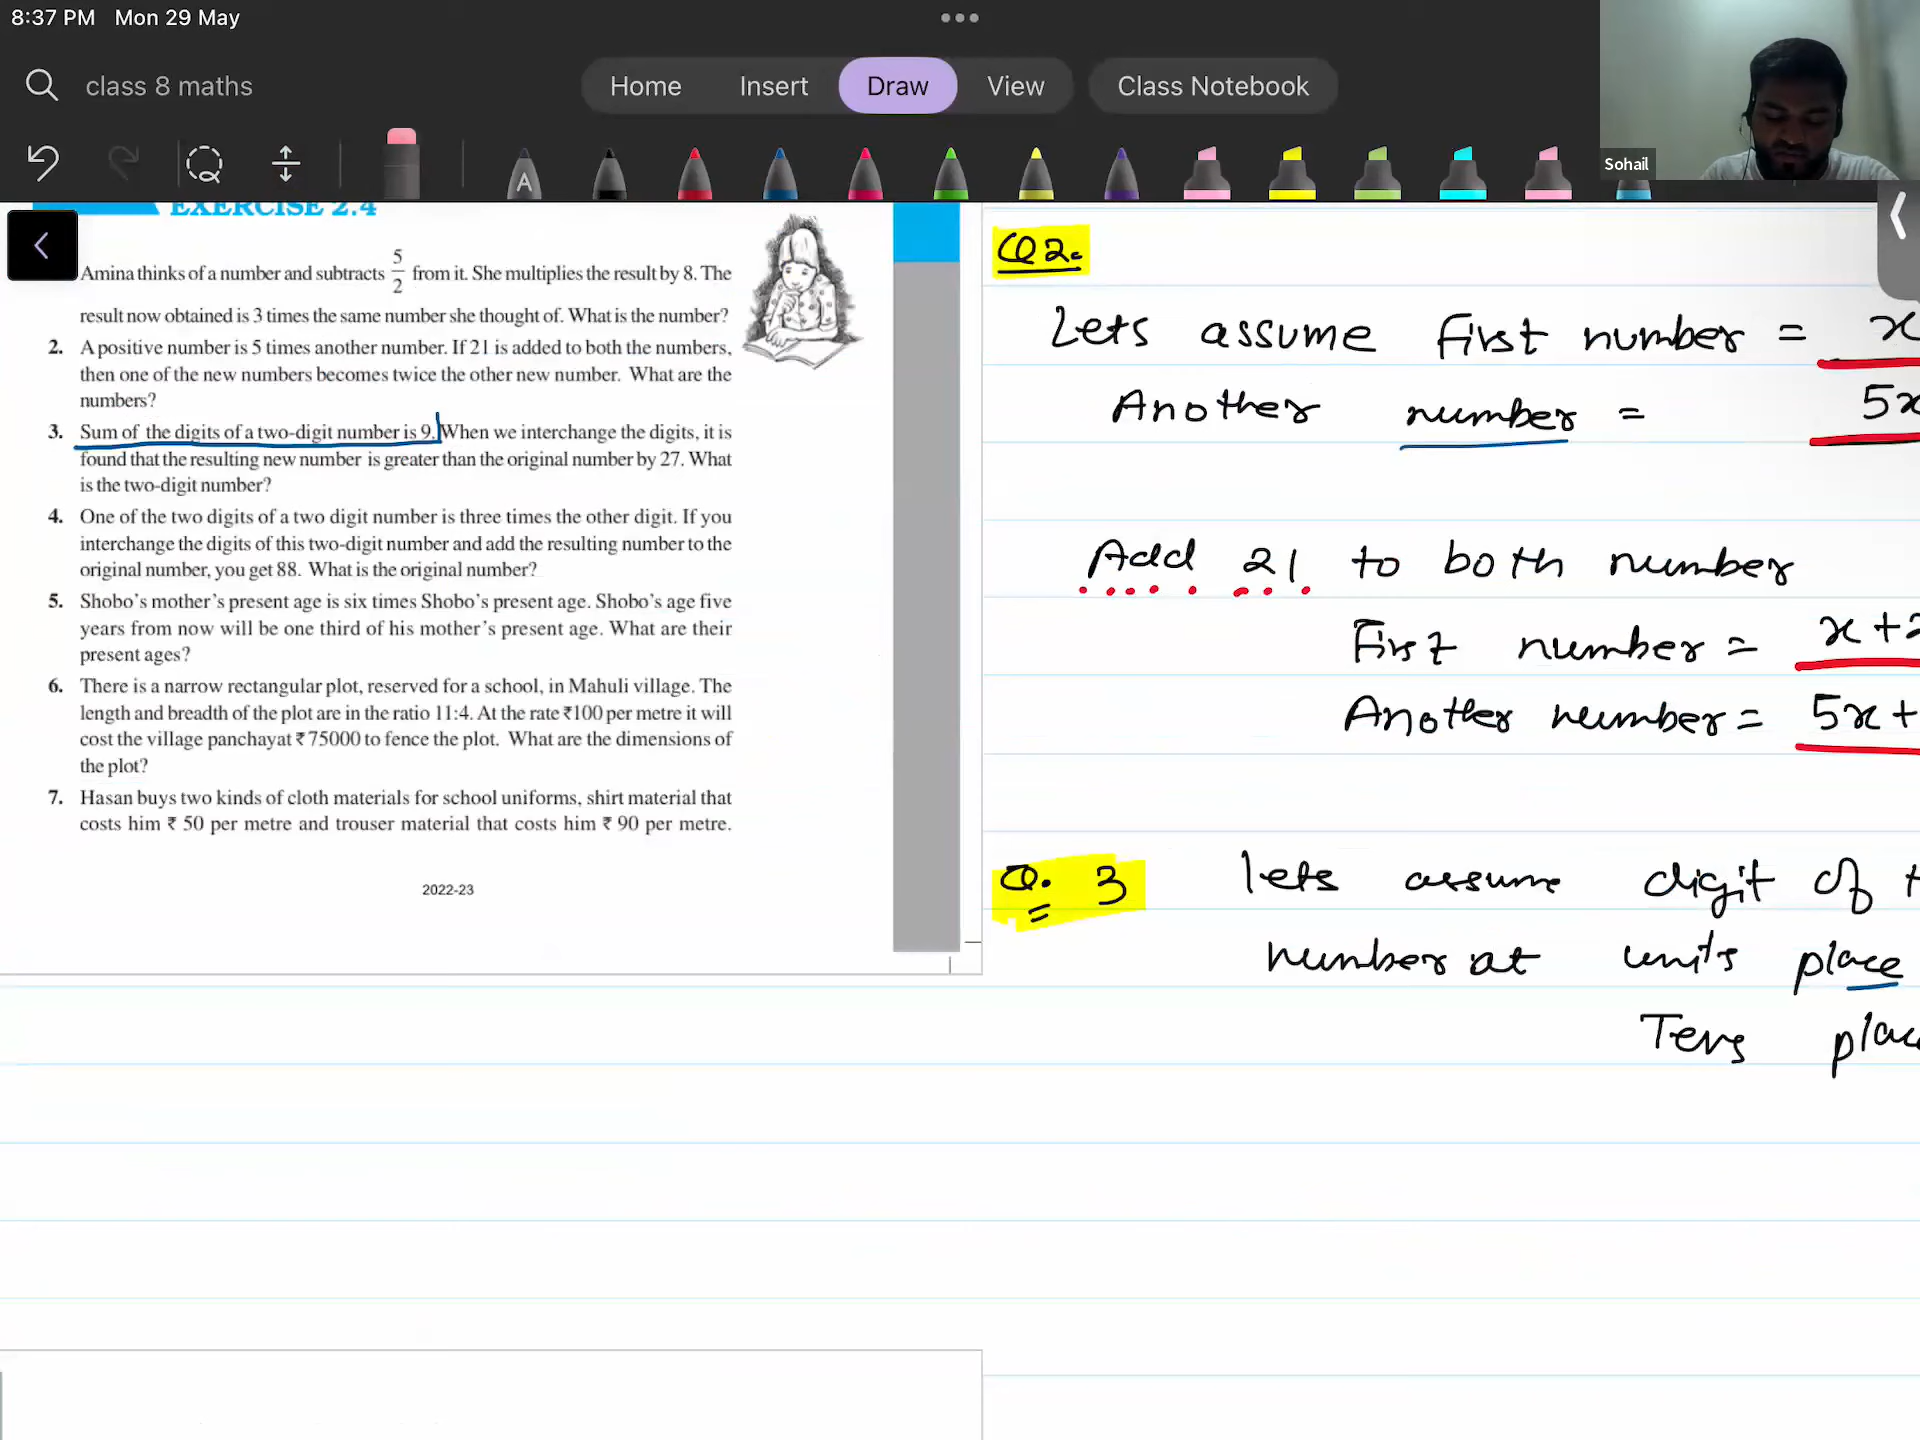 8:37 PM Mon 29 May
class 8 maths
Home Insert Draw View Class Notebook
A
Sohail
EXERCISE 2.4
Amina thinks of a number and subtracts 5/2 from it. She multiplies the result by 8. The
result now obtained is 3 times the same number she thought of. What is the number?
2. A positive number is 5 times another number. If 21 is added to both the numbers,
then one of the new numbers becomes twice the other new number. What are the
numbers?
3. Sum of the digits of a two-digit number is 9. When we interchange the digits, it is
found that the resulting new number is greater than the original number by 27. What
is the two-digit number?
4. One of the two digits of a two digit number is three times the other digit. If you
interchange the digits of this two-digit number and add the resulting number to the
original number, you get 88. What is the original number?
5. Shobo's mother's present age is six times Shobo's present age. Shobo's age five
years from now will be one third of his mother's present age. What are their
present ages?
6. There is a narrow rectangular plot, reserved for a school, in Mahuli village. The
length and breadth of the plot are in the ratio 11:4. At the rate ₹100 per metre it will
cost the village panchayat ₹75000 to fence the plot. What are the dimensions of
the plot?
7. Hasan buys two kinds of cloth materials for school uniforms, shirt material that
costs him ₹ 50 per metre and trouser material that costs him ₹ 90 per metre.
2022-23
Q2.
Lets assume first number = x
Another number = 5x
Add 21 to both number
First number = x+2
Another number = 5x+
Q. 3 lets assume digit of
number at units place
Tens place